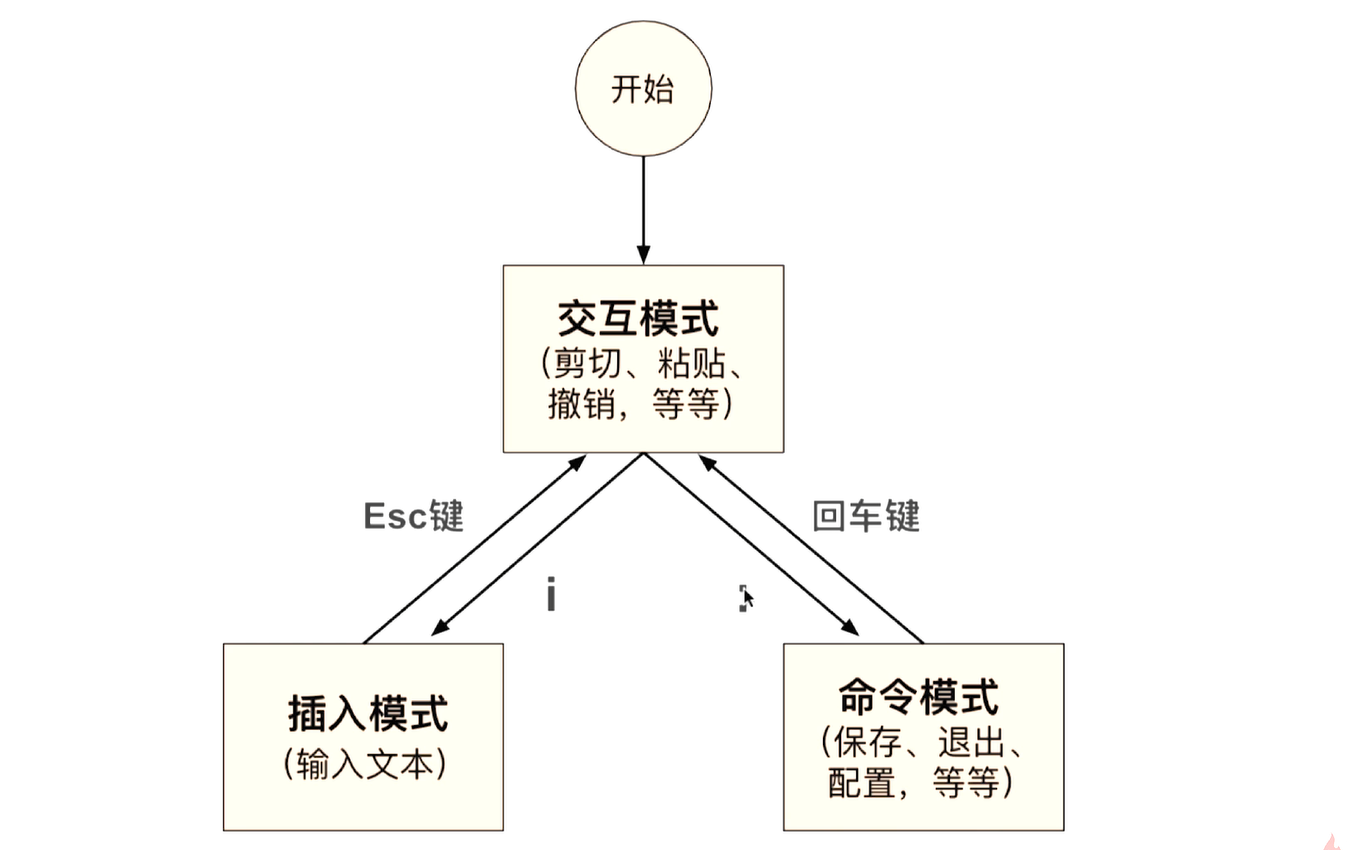 开始
交互模式
（剪切、粘贴、
撤销，等等）
Esc键
回车键
i
:
插入模式
（输入文本）
命令模式
（保存、退出、
配置，等等）